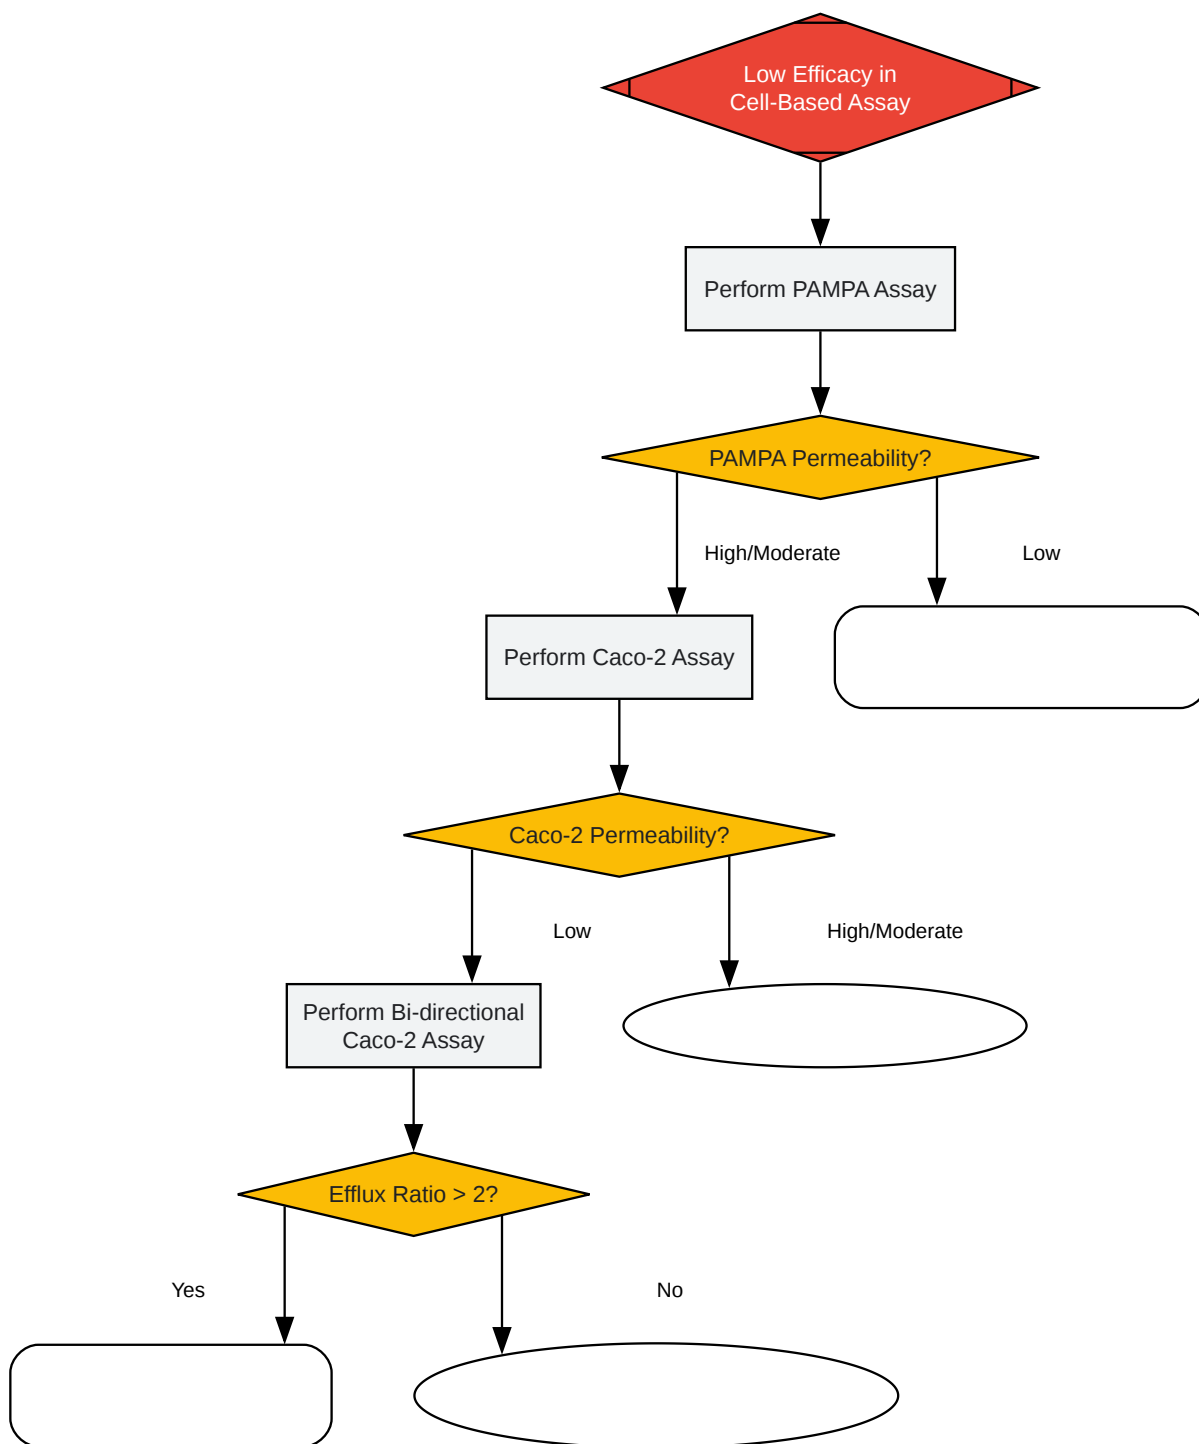 Low Efficacy in
Cell-Based Assay
Perform PAMPA Assay
PAMPA Permeability?
High/Moderate
Low
Perform Caco-2 Assay
Caco-2 Permeability?
Low
High/Moderate
Perform Bi-directional
Caco-2 Assay
Efflux Ratio > 2?
Yes
No